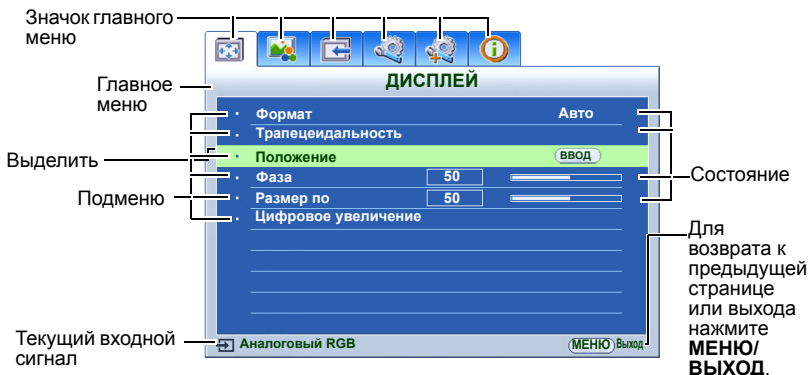 Значок главного
меню
Главное
меню
ДИСПЛЕЙ
Формат Авто
Трапецеидальность
Выделить
Положение ВВОД
Фаза 50
Состояние
Подменю
Размер по 50
Цифровое увеличение
Для
возврата к
предыдущей
странице
или выхода
нажмите
МЕНЮ/
ВЫХОД.
Текущий входной
сигнал
Аналоговый RGB
МЕНЮ Выход